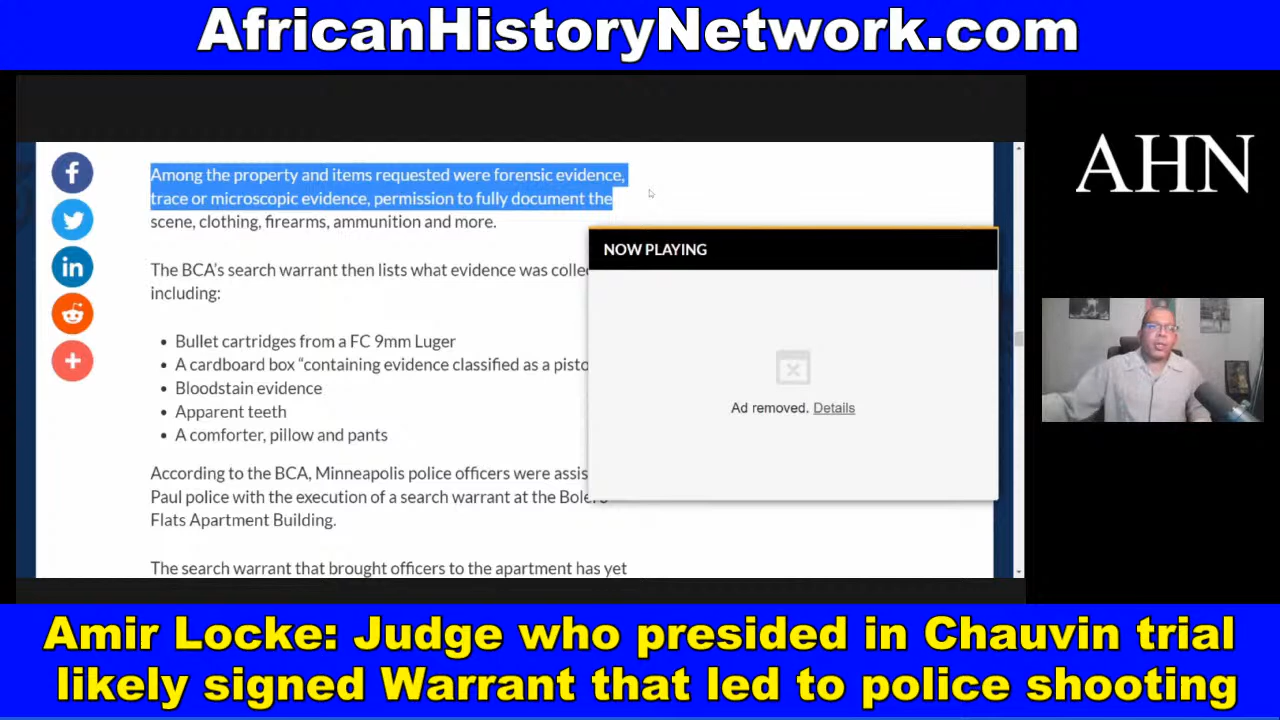 AfricanHistoryNetwork.com
AHN
Among the property and items requested were forensic evidence,
trace or microscopic evidence, permission to fully document the
scene, clothing, firearms, ammunition and more.
The BCA’s search warrant then lists what evidence was
including:
• Bullet cartridges from a FC 9mm Luger
• A cardboard box “containing evidence classified as a
• Bloodstain evidence
• Apparent teeth
• A comforter, pillow and pants
According to the BCA, Minneapolis police officers were
Paul police with the execution of a search warrant at the
Flats Apartment Building.
The search warrant that brought officers to the apartment has yet
NOW PLAYING
Ad removed. Details
Amir Locke: Judge who presided in Chauvin trial
likely signed Warrant that led to police shooting